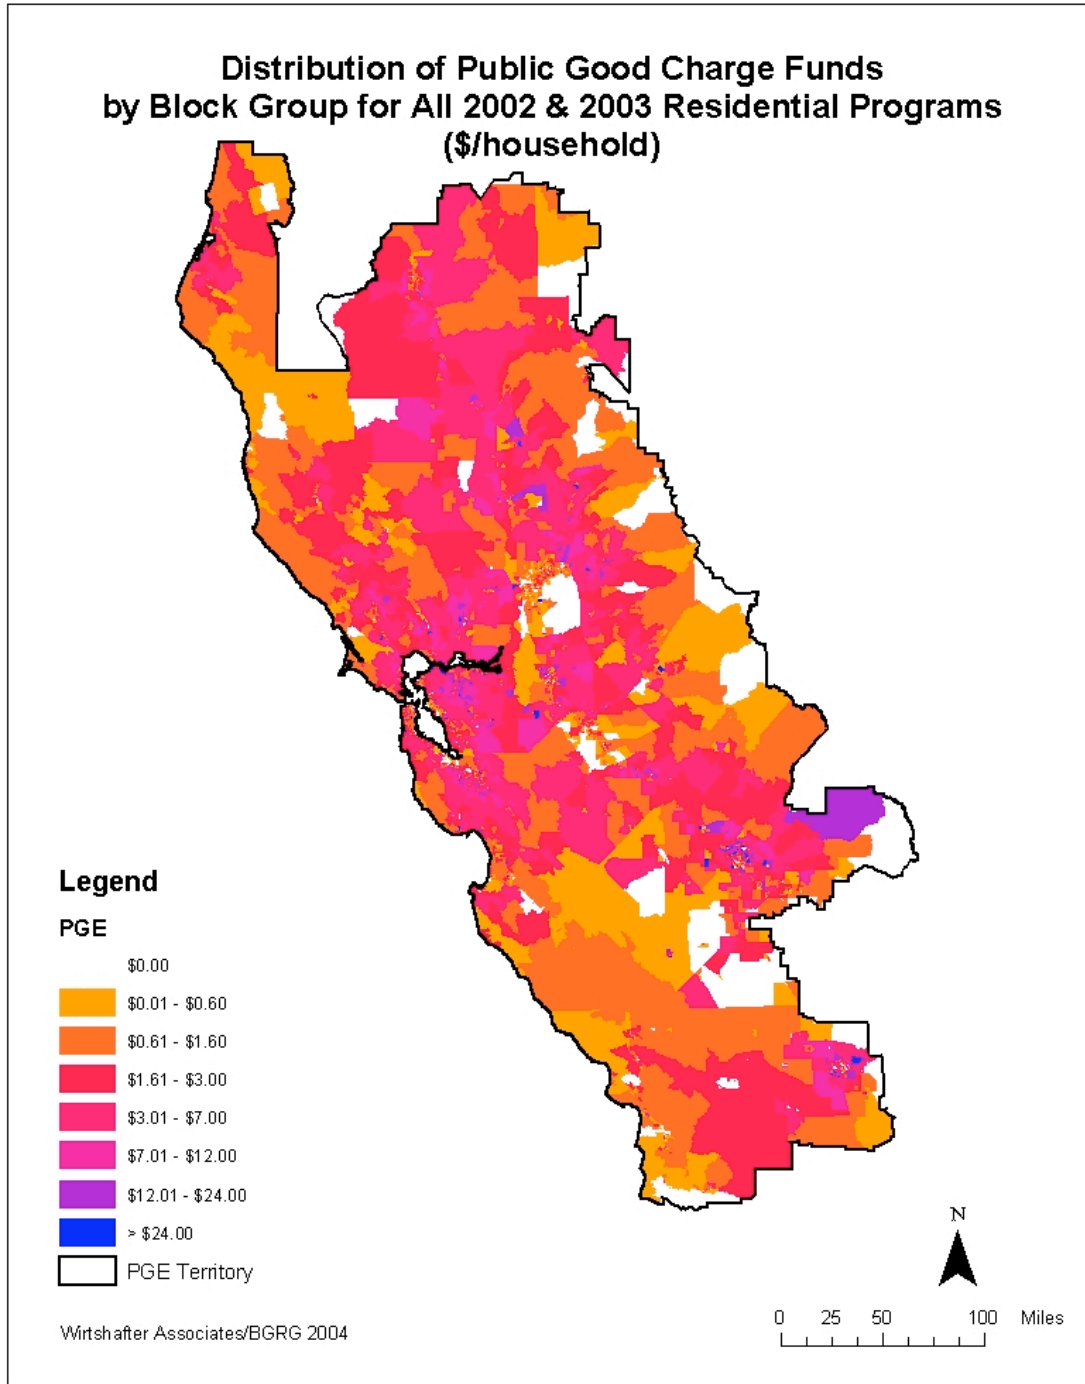 Distribution of Public Good Charge Funds
by Block Group for All 2002 & 2003 Residential Programs
($/household)
Legend
PGE
$0.00
$0.01 - $0.60
$0.61 - $1.60
$1.61 - $3.00
$3.01 - $7.00
$7.01 - $12.00
$12.01 - $24.00
> $24.00
PGE Territory
Wirtshafter Associates/BGRG 2004
N
0 25 50 100 Miles